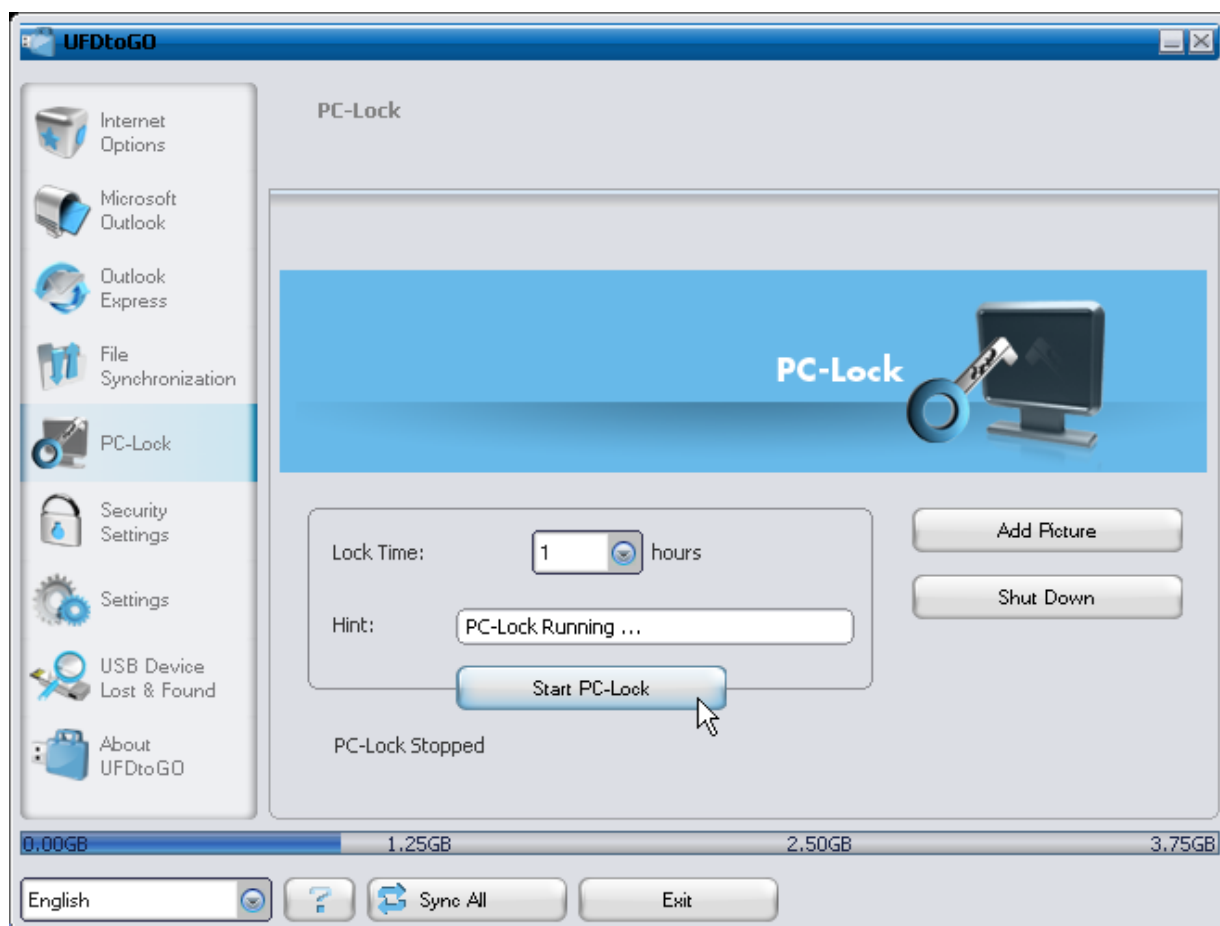 UFDtoGO
Internet
Options
Microsoft
Outlook
Outlook
Express
File
Synchronization
PC-Lock
Security
Settings
Settings
USB Device
Lost & Found
About
UFDtoGO
PC-Lock
PC-Lock
Lock Time:
1
hours
Hint:
PC-Lock Running ...
Start PC-Lock
PC-Lock Stopped
Add Picture
Shut Down
0.00GB 1.25GB 2.50GB 3.75GB
English
?
Sync All
Exit